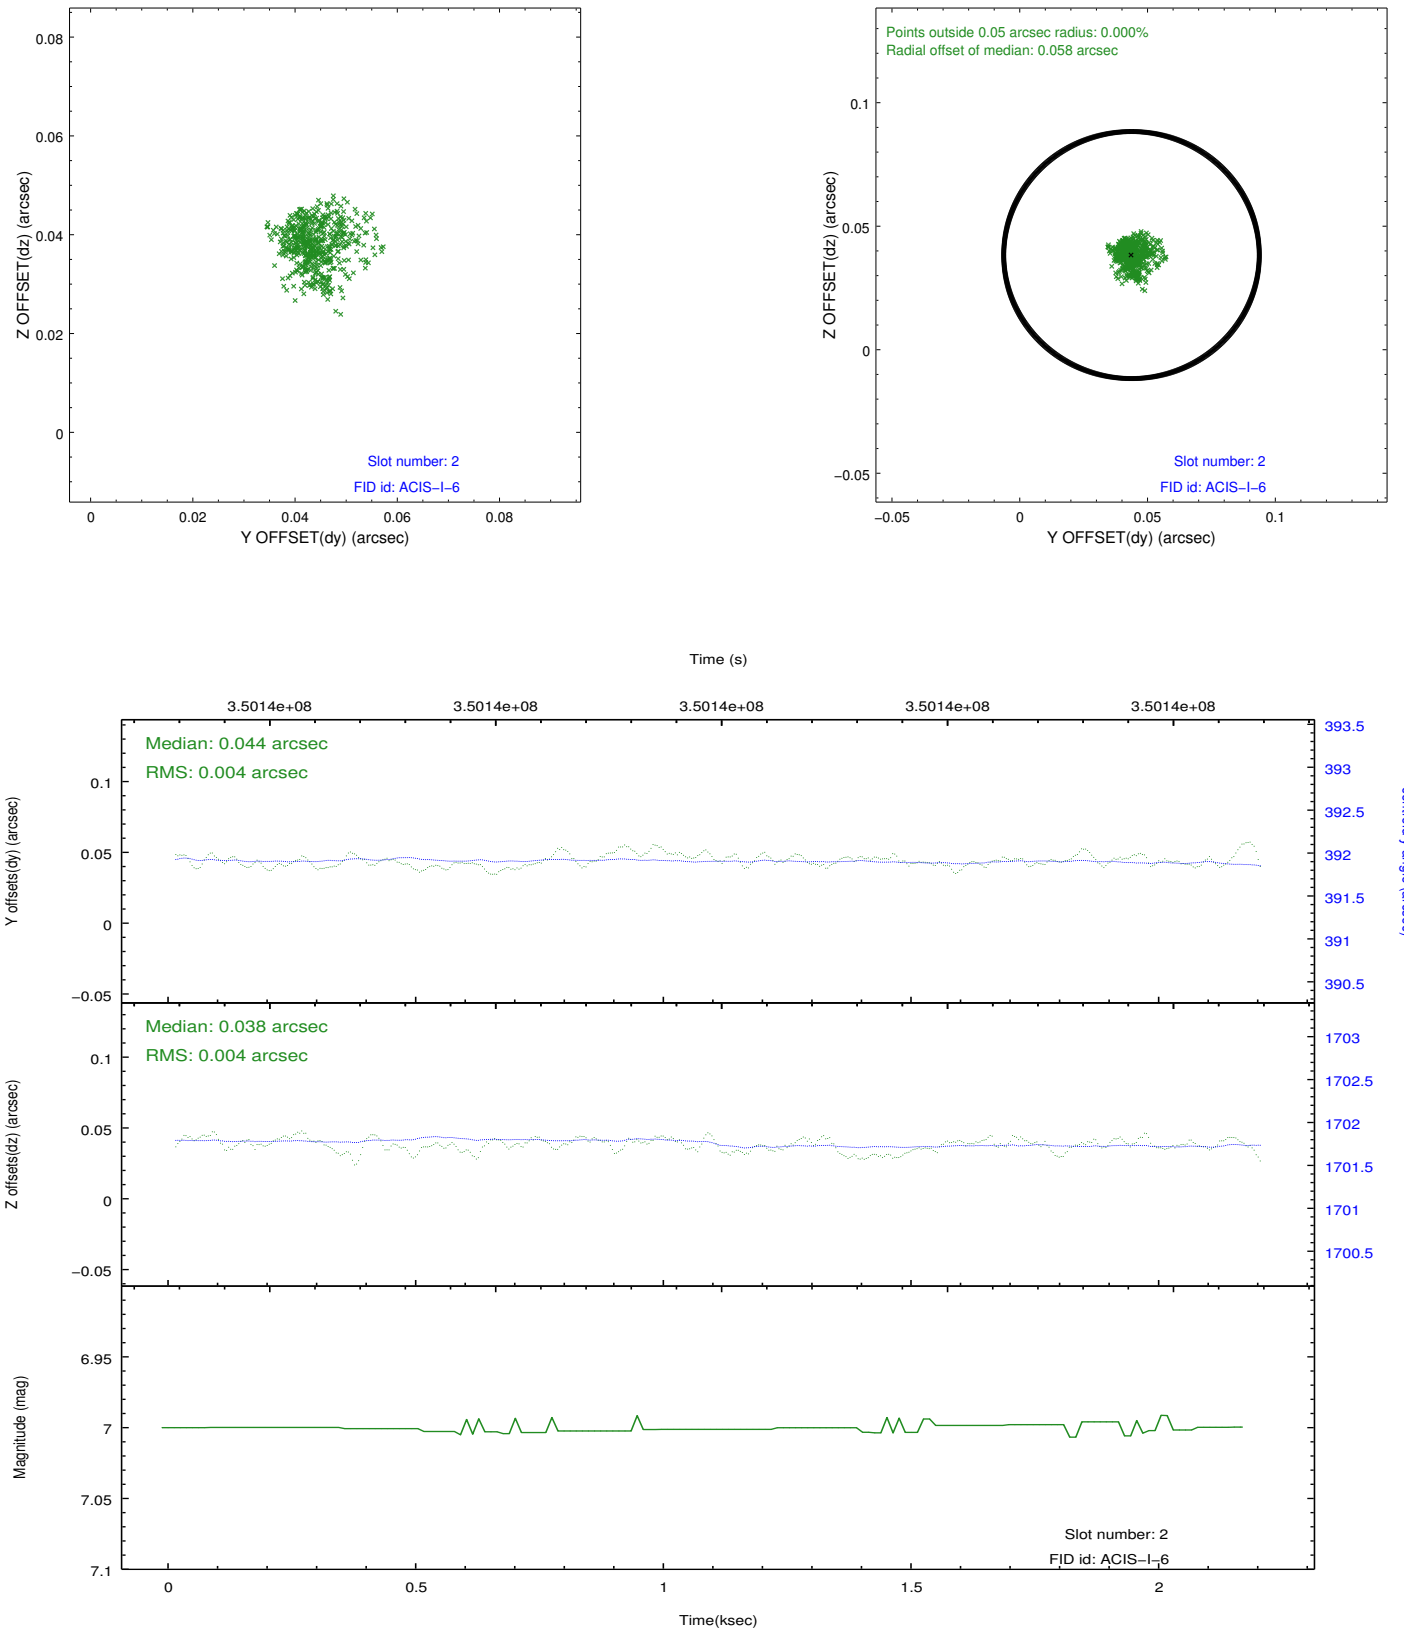 0.08
0.06
0.04
0.02
0
Z OFFSET(dz) (arcsec)
Slot number: 2
FID id: ACIS−I−6
0 0.02 0.04 0.06 0.08
Y OFFSET(dy) (arcsec)
Points outside 0.05 arcsec radius: 0.000%
Radial offset of median: 0.058 arcsec
0.1
0.05
0
−0.05
Z OFFSET(dz) (arcsec)
Slot number: 2
FID id: ACIS−I−6
−0.05 0 0.05 0.1
Y OFFSET(dy) (arcsec)
Time (s)
3.5014e+08 3.5014e+08 3.5014e+08 3.5014e+08 3.5014e+08
Median: 0.044 arcsec
RMS: 0.004 arcsec
0.1
0.05
0
−0.05
Y offsets(dy) (arcsec)
393.5
393
392.5
392
391.5
391
390.5
Median: 0.038 arcsec
RMS: 0.004 arcsec
0.1
0.05
0
−0.05
Z offsets(dz) (arcsec)
1703
1702.5
1702
1701.5
1701
1700.5
6.95
7
7.05
7.1
Magnitude (mag)
Slot number: 2
FID id: ACIS−I−6
0 0.5 1 1.5 2
Time(ksec)